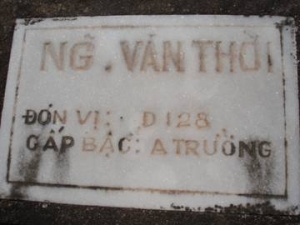 NG̃. VĂN THỜI
ĐƠN VỊ: D128
CẤP BẬC: A TRƯỞNG